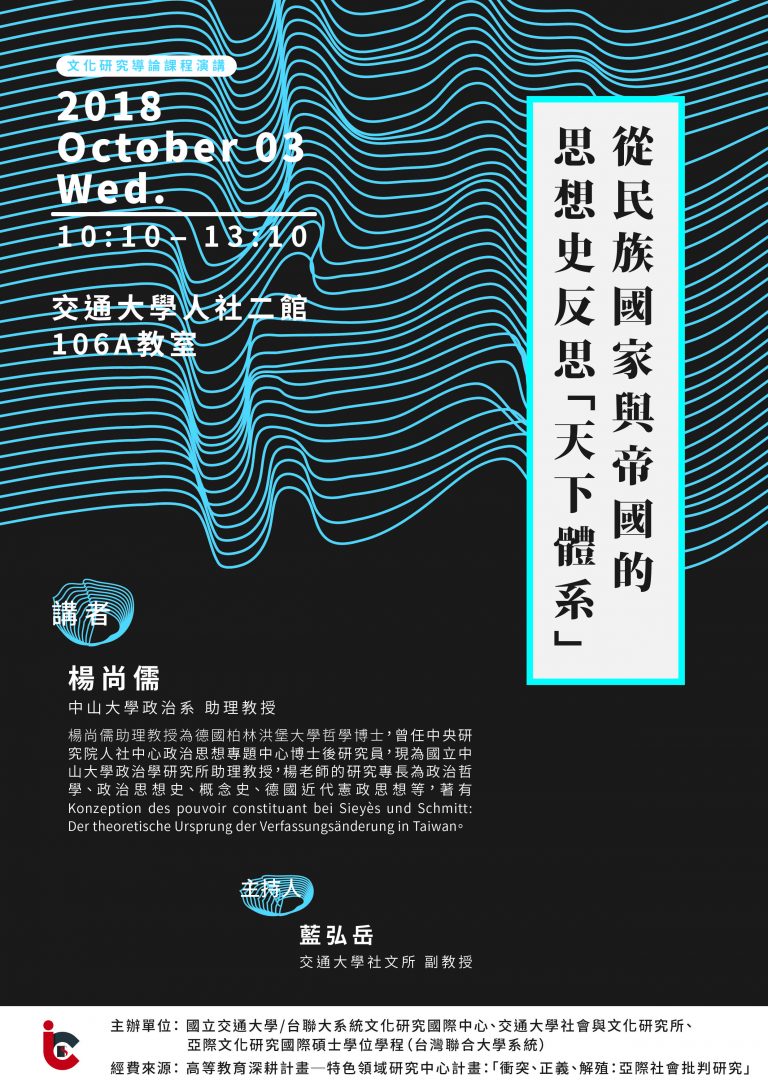 文化研究導論課程演講
2018
October 03
Wed.
10:10– 13:10
交通大學人社二館
106A教室
從民族國家與帝國的
思想史反思「天下體系」
講者
楊尚儒
中山大學政治系 助理教授
楊尚儒助理教授為德國柏林洪堡大學哲學博士，曾任中央研
究院人社中心政治思想專題中心博士後研究員，現為國立中
山大學政治學研究所助理教授，楊老師的研究專長為政治哲
學、政治思想史、概念史、德國近代憲政思想等，著有
Konzeption des pouvoir constituant bei Sieyès und Schmitt:
Der theoretische Ursprung der Verfassungsänderung in Taiwan。
主持人
藍弘岳
交通大學社文所 副教授
主辦單位：國立交通大學/台聯大系統文化研究國際中心、交通大學社會與文化研究所、
亞際文化研究國際碩士學位學程（台灣聯合大學系統）
經費來源：高等教育深耕計畫—特色領域研究中心計畫：「衝突、正義、解殖：亞際社會批判研究」